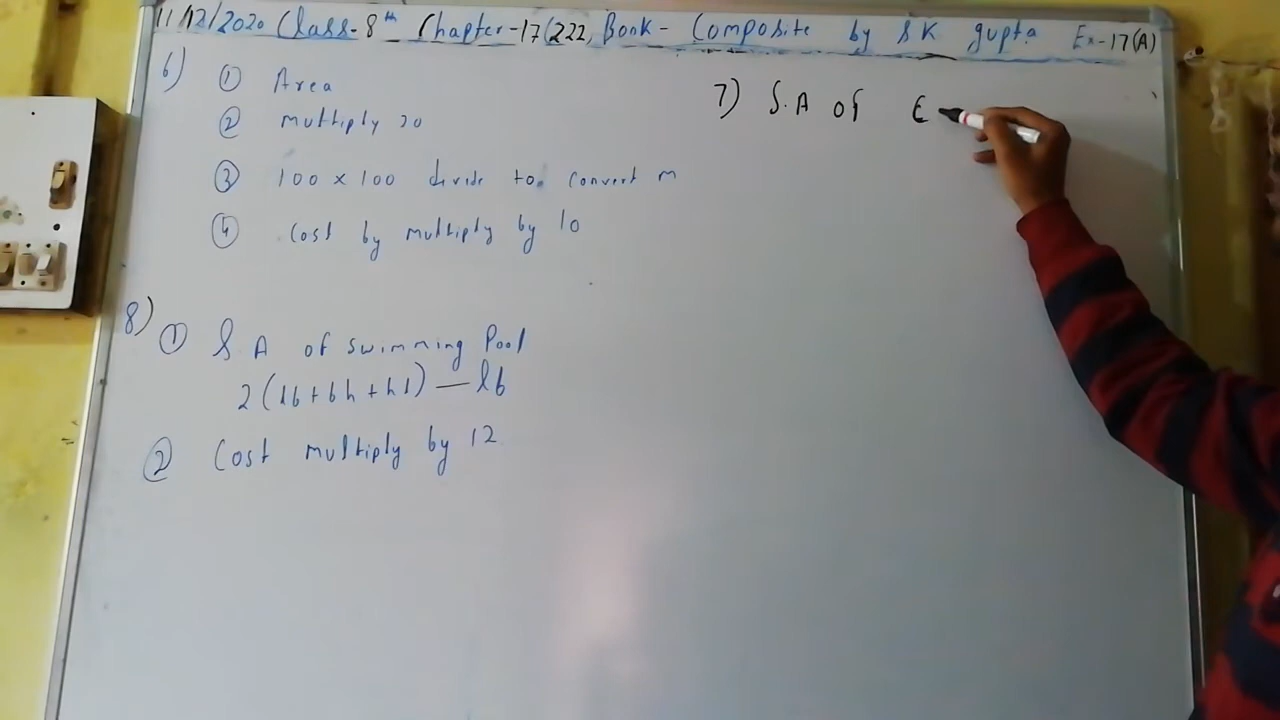 11/12/2020 Class-8th Chapter-17(222, Book- Composite by SK gupta Ex-17(A)
6) ① Area
② multiply 20
③ 100 x 100 divide to convert m
④ Cost by multiply by 10
8) ① S.A of swimming Pool
2(lb+bh+hl) — lb
② Cost multiply by 12
7) S.A of E